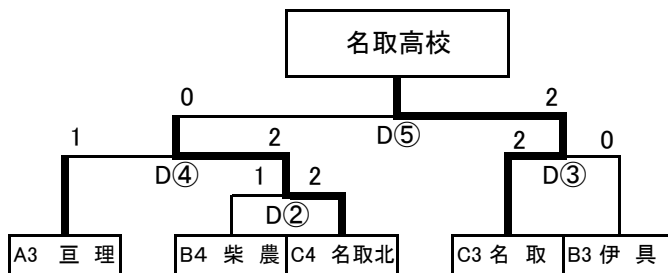 名取高校
0 2
D⑤
1 2 2 0
D④ 1 2 D③
D②
A3 亘 理 B4 柴 農 C4 名取北 C3 名 取 B3 伊 具